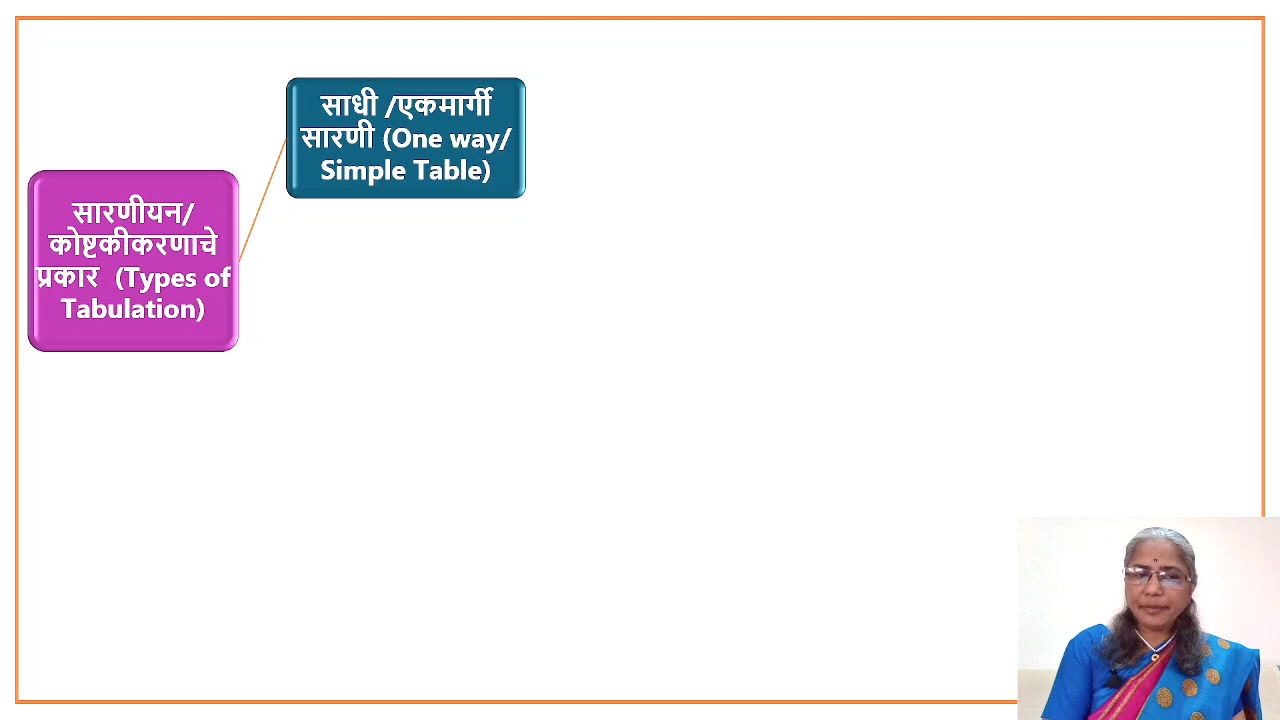 साधी /एकमार्गी
सारणी (One way/
Simple Table)
सारणीयन/
कोष्टकीकरणाचे
प्रकार (Types of
Tabulation)